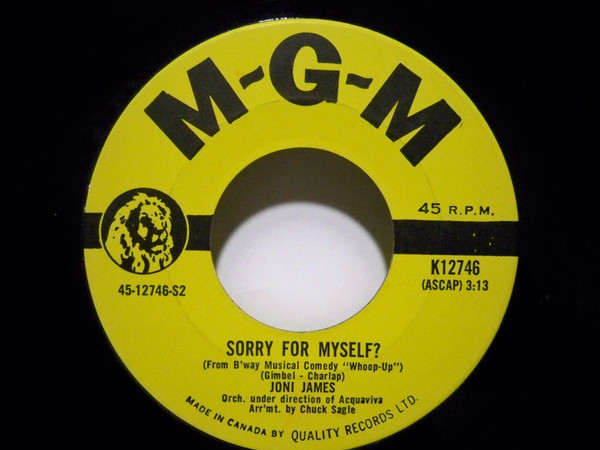 M-G-M
45 R.P.M.
K12746
45-12746-S2
(ASCAP) 3:13
SORRY FOR MYSELF?
(From B'way Musical Comedy "Whoop-Up")
(Gimbel - Charlap)
JONI JAMES
Orch. under direction of Acquaviva
Arr'mt. by Chuck Sagle
MADE IN CANADA BY QUALITY RECORDS LTD.